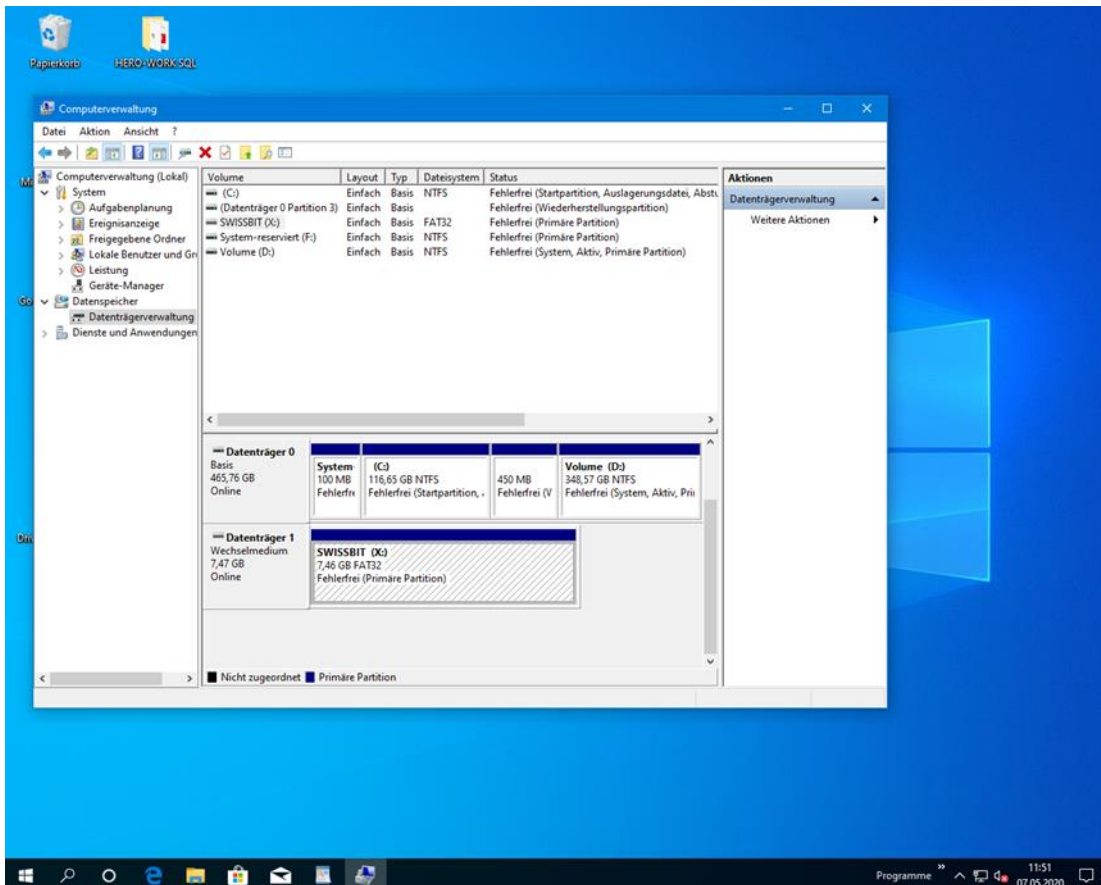 Papierkorb
HERO-WORK SQL
Computerverwaltung
Datei Aktion Ansicht ?
Computerverwaltung (Lokal)
System
Aufgabenplanung
Ereignisanzeige
Freigegebene Ordner
Lokale Benutzer und Gr
Leistung
Geräte-Manager
Datenspeicher
Datenträgerverwaltung
Dienste und Anwendungen
Volume Layout Typ Dateisystem Status
(C:) Einfach Basis NTFS Fehlerfrei (Startpartition, Auslagerungsdatei, Abstu
(Datenträger 0 Partition 3) Einfach Basis Fehlerfrei (Wiederherstellungspartition)
SWISSBIT (X:) Einfach Basis FAT32 Fehlerfrei (Primäre Partition)
System-reserviert (F:) Einfach Basis NTFS Fehlerfrei (Primäre Partition)
Volume (D:) Einfach Basis NTFS Fehlerfrei (System, Aktiv, Primäre Partition)
Aktionen
Datenträgerverwaltung
Weitere Aktionen
Datenträger 0
Basis
465,76 GB
Online
System-
100 MB
Fehlerfre
(C:)
116,65 GB NTFS
Fehlerfrei (Startpartition, .
450 MB
Fehlerfrei (V
Volume (D:)
348,57 GB NTFS
Fehlerfrei (System, Aktiv, Prii
Datenträger 1
Wechselmedium
7,47 GB
Online
SWISSBIT (X:)
7,46 GB FAT32
Fehlerfrei (Primäre Partition)
Nicht zugeordnet Primäre Partition
Programme
11:51
07.05.2020